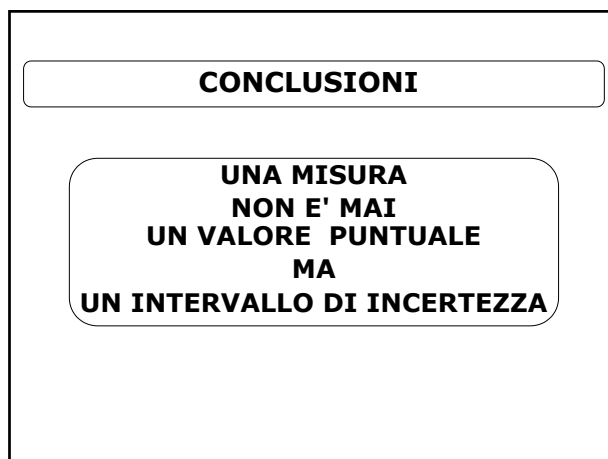 CONCLUSIONI
UNA MISURA
NON E' MAI
UN VALORE PUNTUALE
MA
UN INTERVALLO DI INCERTEZZA